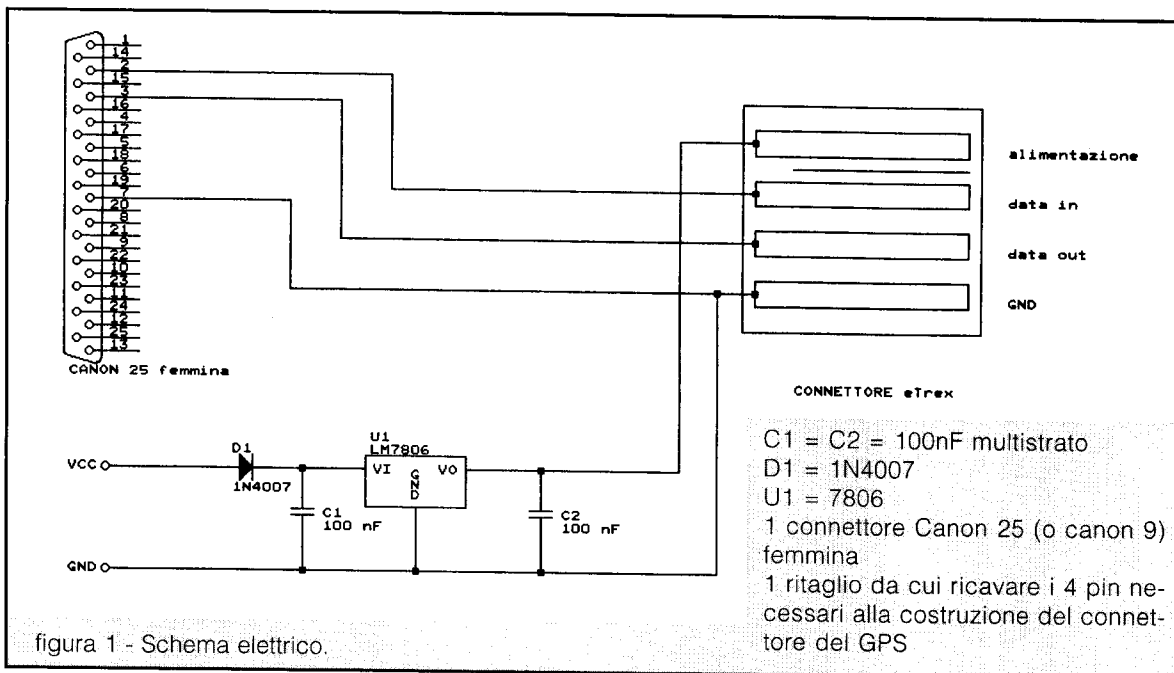 1
14
2
15
3
16
4
17
5
18
6
19
7
20
8
21
9
22
10
23
11
24
12
25
13
CANON 25 femmina
alimentazione
data in
data out
GND
CONNETTORE eTrex
VCC
D1
1N4007
U1
LM7806
VI
GND
VO
C1
100 nF
C2
100 nF
GND
C1 = C2 = 100nF multistrato
D1 = 1N4007
U1 = 7806
1 connettore Canon 25 (o canon 9)
femmina
1 ritaglio da cui ricavare i 4 pin ne-
cessari alla costruzione del connet-
tore del GPS
figura 1 - Schema elettrico.